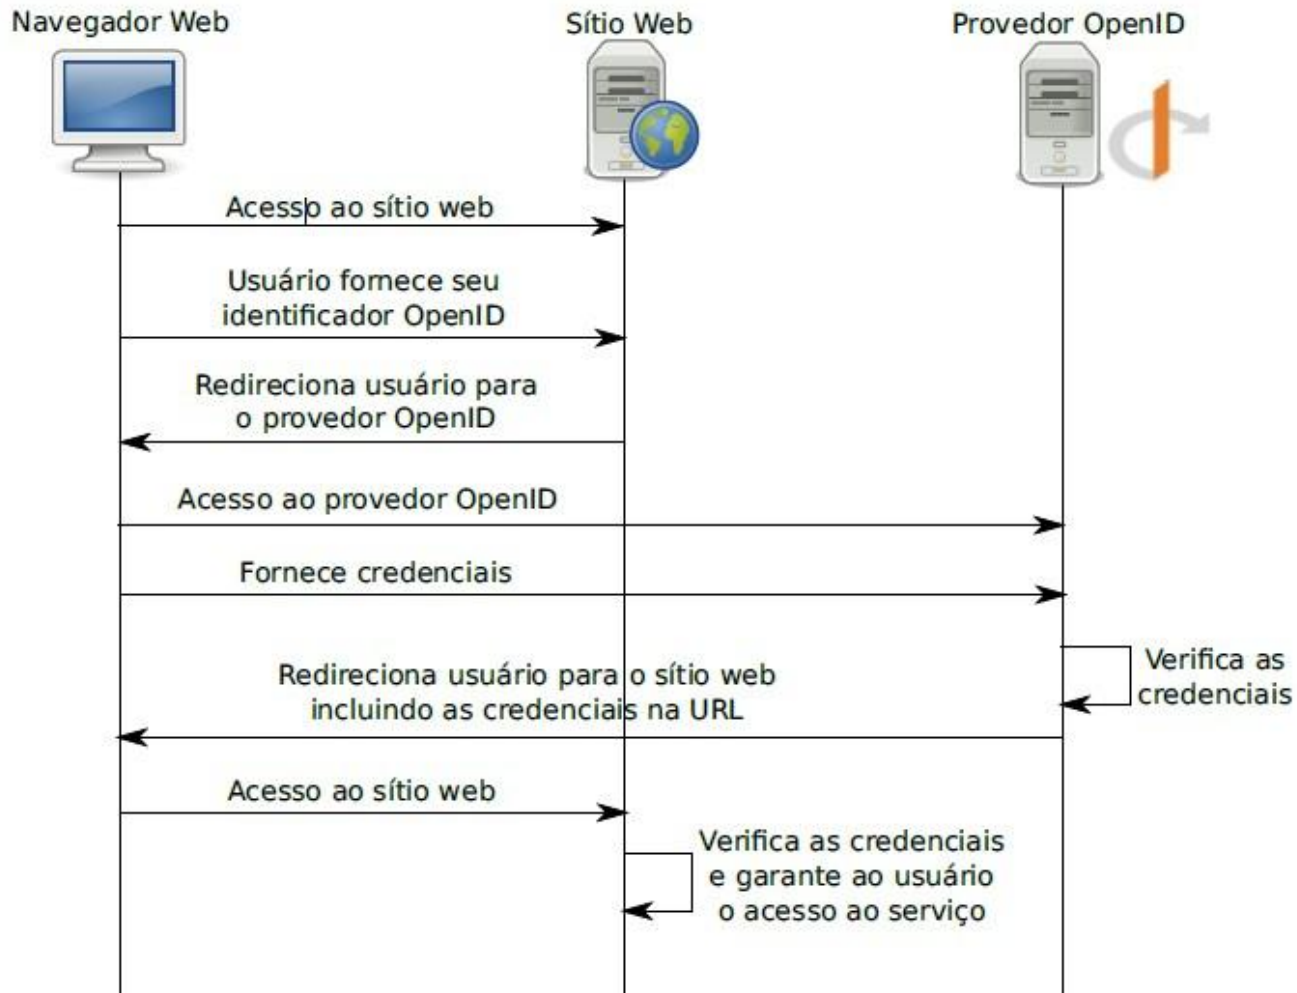 Navegador Web
Sítio Web
Provedor OpenID
Acesso ao sítio web
Usuário fornece seu
identificador OpenID
Redireciona usuário para
o provedor OpenID
Acesso ao provedor OpenID
Fornece credenciais
Verifica as
credenciais
Redireciona usuário para o sítio web
incluindo as credenciais na URL
Acesso ao sítio web
Verifica as credenciais
e garante ao usuário
o acesso ao serviço